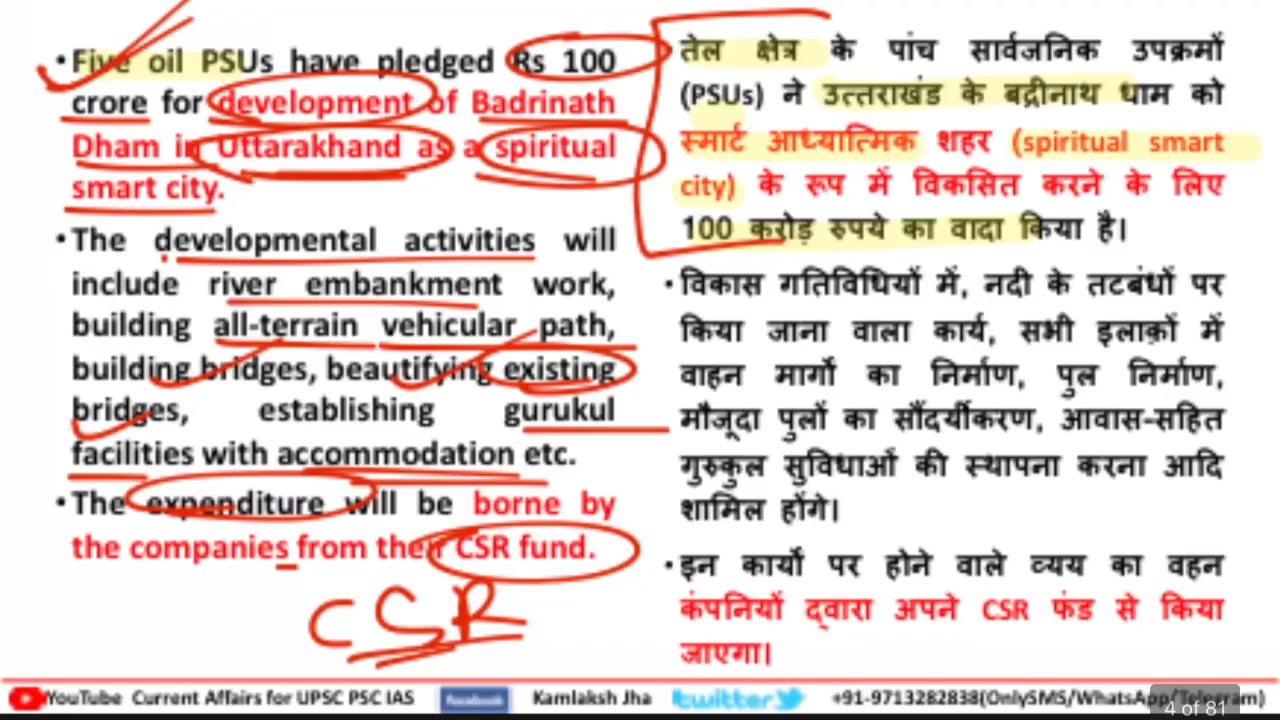 •Five oil PSUs have pledged Rs 100
crore for development of Badrinath
Dham in Uttarakhand as a spiritual
smart city.
•The developmental activities will
include river embankment work,
building all-terrain vehicular path,
building bridges, beautifying existing
bridges, establishing gurukul
facilities with accommodation etc.
•The expenditure will be borne by
the companies from their CSR fund.
CSR
तेल क्षेत्र के पांच सार्वजनिक उपक्रमों
(PSUs) ने उत्तराखंड के बद्रीनाथ धाम को
स्मार्ट आध्यात्मिक शहर (spiritual smart
city) के रूप में विकसित करने के लिए
100 करोड़ रुपये का वादा किया है।
•विकास गतिविधियों में, नदी के तटबंधों पर
किया जाना वाला कार्य, सभी इलाक़ों में
वाहन मार्गों का निर्माण, पुल निर्माण,
मौजूदा पुलों का सौंदर्यीकरण, आवास-सहित
गुरुकुल सुविधाओं की स्थापना करना आदि
शामिल होंगे।
•इन कार्यों पर होने वाले व्यय का वहन
कंपनियों द्वारा अपने CSR फंड से किया
जाएगा।
YouTube Current Affairs for UPSC PSC IAS facebook Kamlaksh Jha twitter +91-9713282838(OnlySMS/WhatsApp/Telegram)
4 of 81